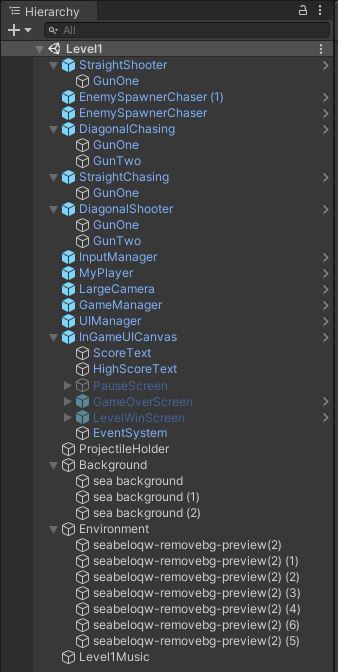 Hierarchy
All
Level1
StraightShooter
GunOne
EnemySpawnerChaser (1)
EnemySpawnerChaser
DiagonalChasing
GunOne
GunTwo
StraightChasing
GunOne
DiagonalShooter
GunOne
GunTwo
InputManager
MyPlayer
LargeCamera
GameManager
UIManager
InGameUICanvas
ScoreText
HighScoreText
PauseScreen
GameOverScreen
LevelWinScreen
EventSystem
ProjectileHolder
Background
sea background
sea background (1)
sea background (2)
Environment
seabeloqw-removebg-preview(2)
seabeloqw-removebg-preview(2) (1)
seabeloqw-removebg-preview(2) (2)
seabeloqw-removebg-preview(2) (3)
seabeloqw-removebg-preview(2) (4)
seabeloqw-removebg-preview(2) (6)
seabeloqw-removebg-preview(2) (5)
Level1Music